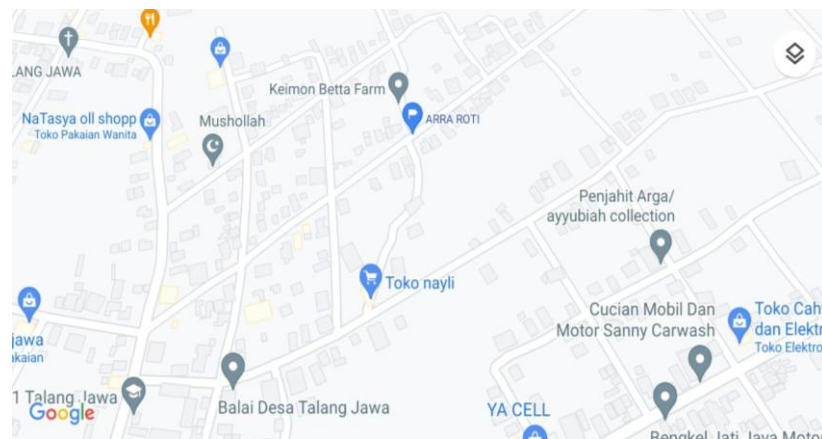 LANG JAWA
Keimon Betta Farm
NaTasya oll shopp
Toko Pakaian Wanita
Mushollah
ARRA ROTI
Penjahit Arga/
ayyubiah collection
Toko nayli
Cucian Mobil Dan
Motor Sanny Carwash
Toko Cah
dan Elektr
Toko Elektro
jawa
kaian
1 Talang Jawa
Google
Balai Desa Talang Jawa
YA CELL
Bengkel Jati Jaya Motor